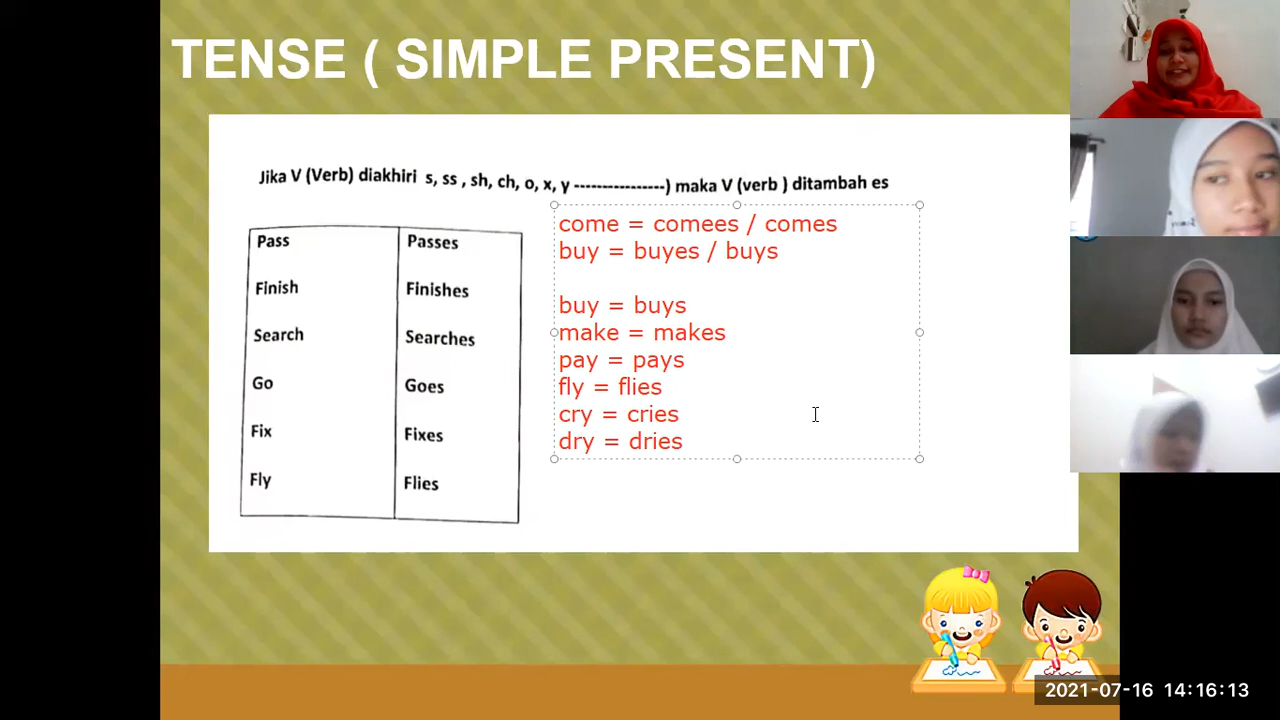 TENSE ( SIMPLE PRESENT)
Jika V (Verb) diakhiri s, ss , sh, ch, o, x, y ----------------) maka V (verb ) ditambah es
Pass Passes
Finish Finishes
Search Searches
Go Goes
Fix Fixes
Fly Flies
come = comees / comes
buy = buyes / buys
buy = buys
make = makes
pay = pays
fly = flies
cry = cries
dry = dries
2021-07-16 14:16:13